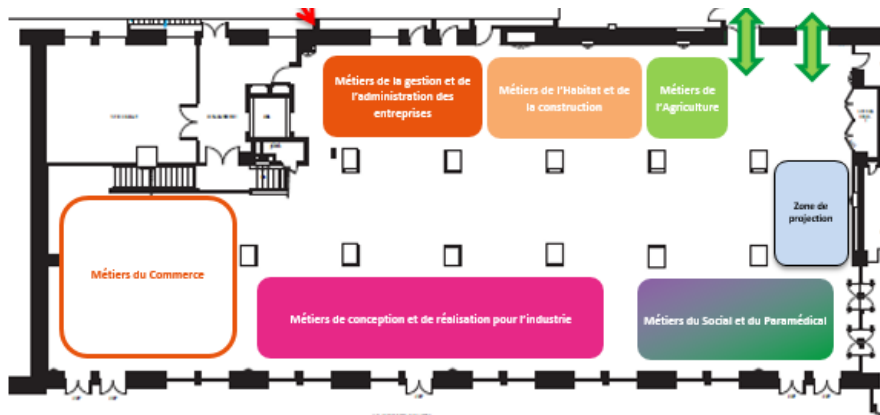 Métiers de la gestion et de
l'administration des
entreprises
Métiers de l'Habitat et de
la construction
Métiers de
l'Agriculture
Zone de
projection
Métiers du Commerce
Métiers de conception et de réalisation pour l'industrie
Métiers du Social et du Paramédical